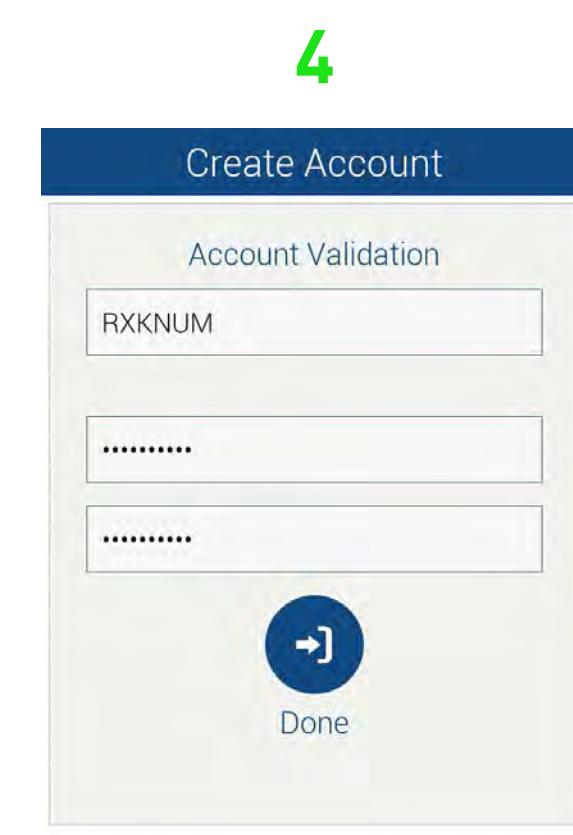 4
Create Account
Account Validation
RXKNUM
••••••••••
••••••••••
Done